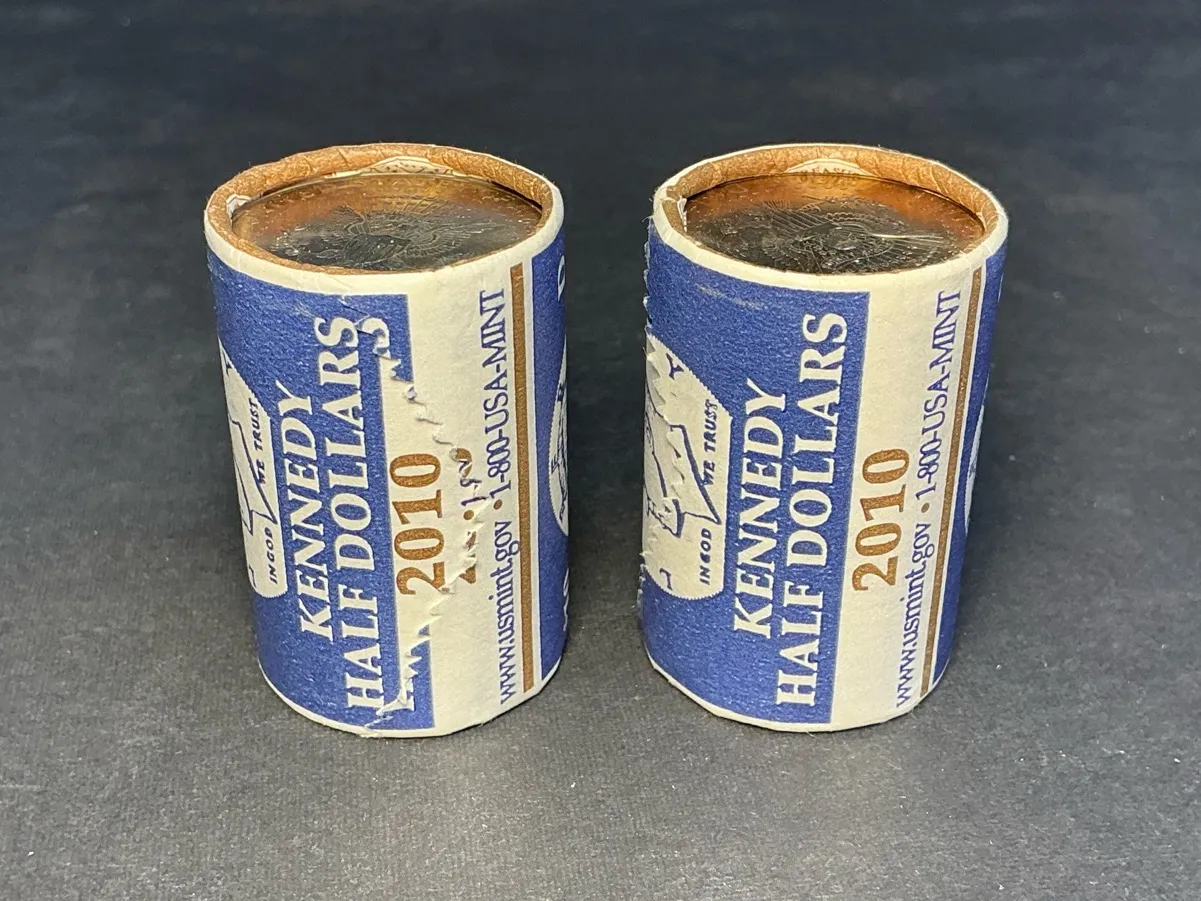 IN GOD WE TRUST
KENNEDY
HALF DOLLARS
2010
www.usmint.gov • 1-800-USA-MINT
IN GOD WE TRUST
KENNEDY
HALF DOLLARS
2010
www.usmint.gov • 1-800-USA-MINT